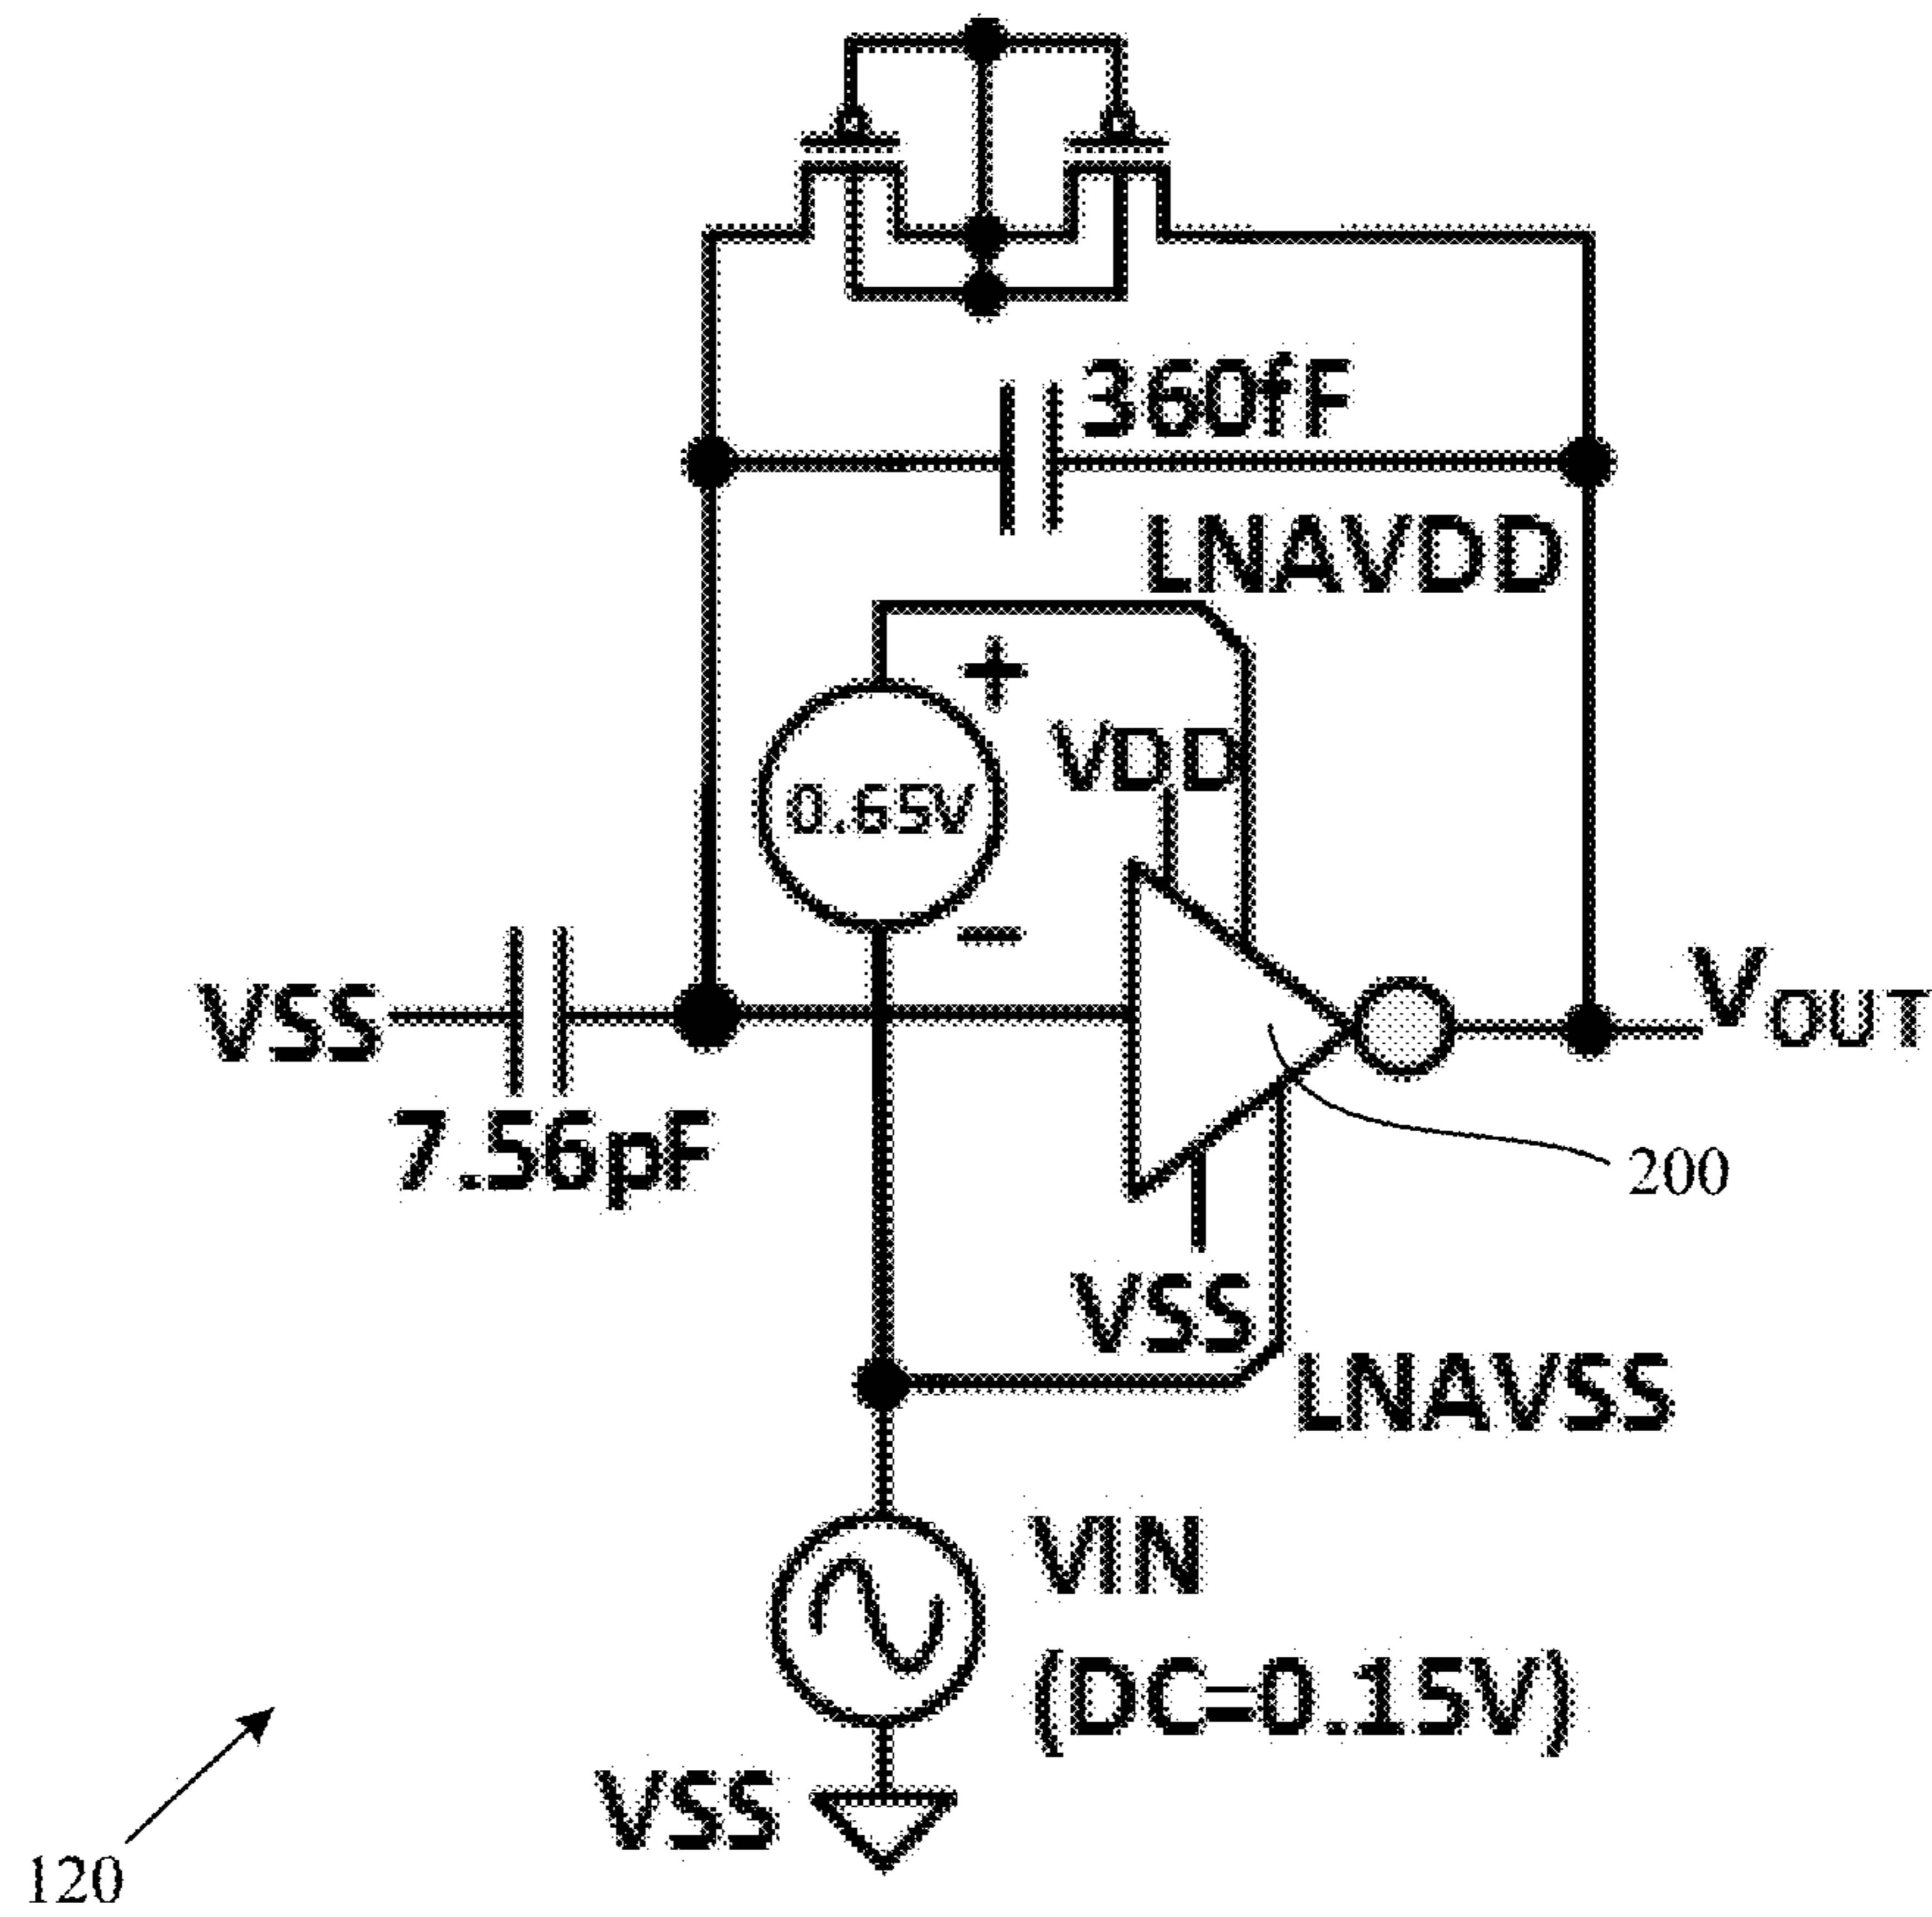 360fF
LNAVDD
+
VDD
0.65V
−
VSS
VOUT
7.56pF
200
VSS
LNAVSS
VIN
(DC=0.15V)
VSS
120